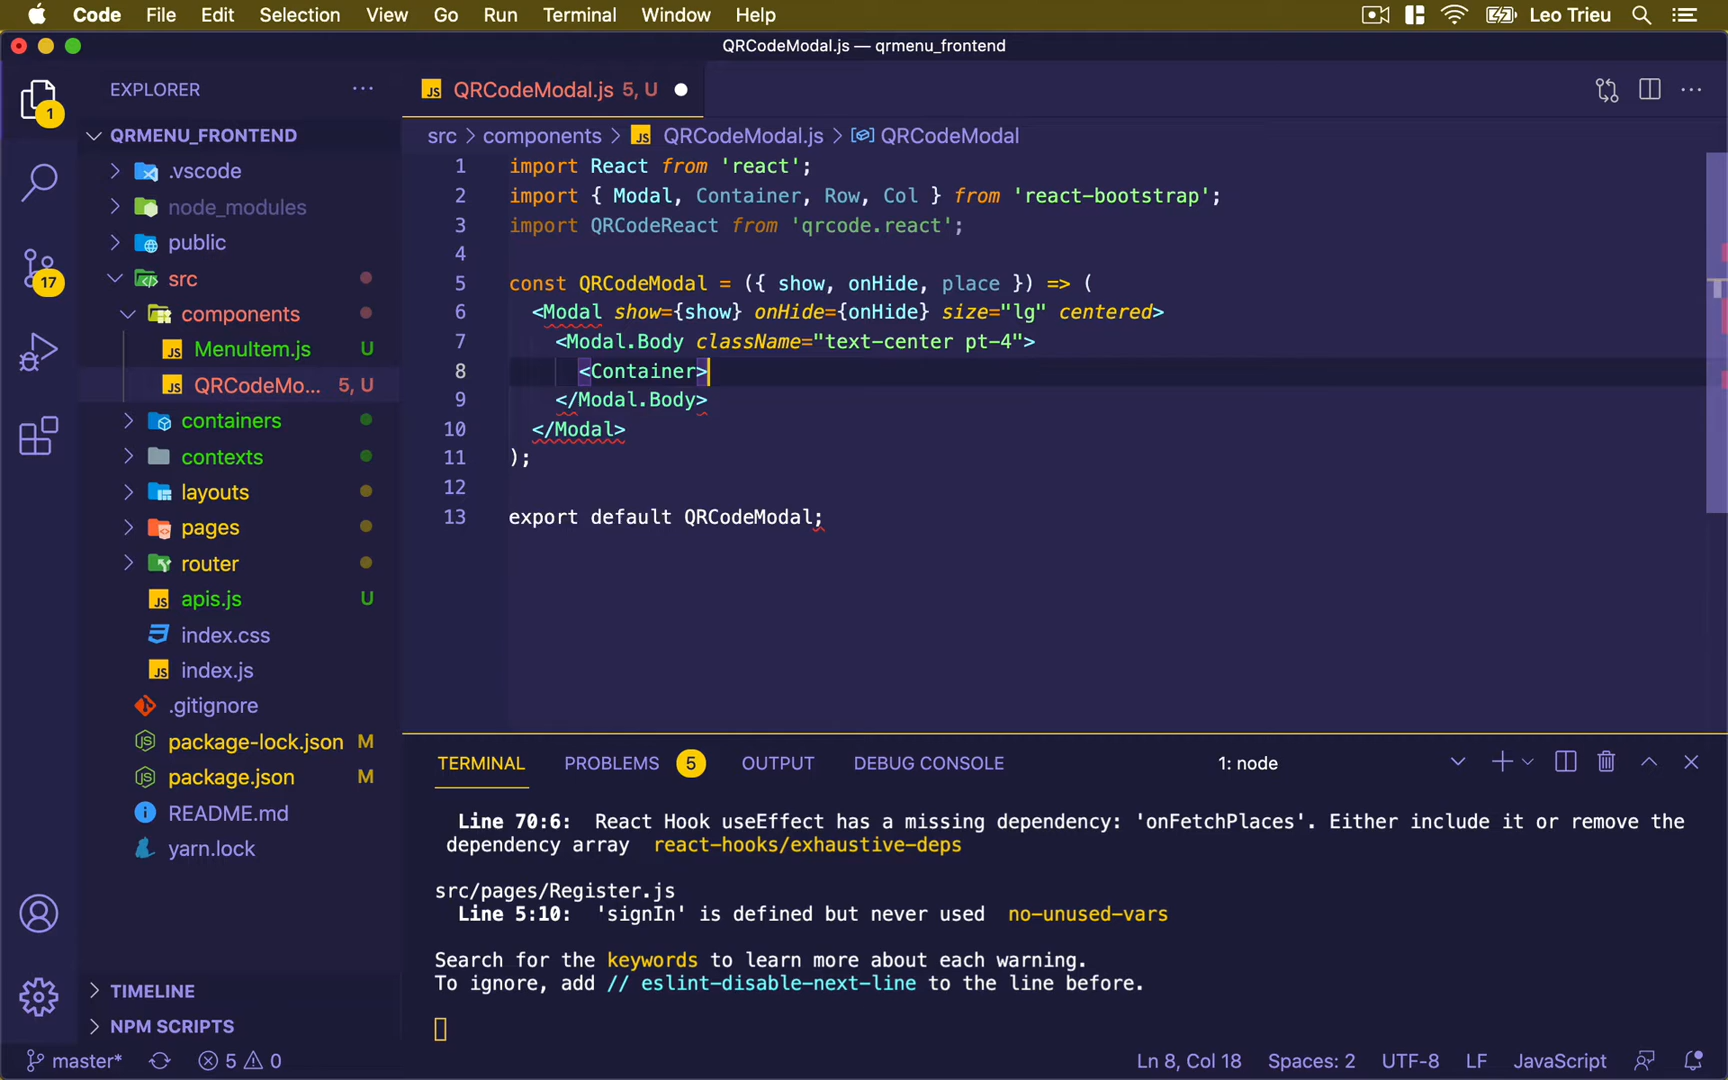 Code File Edit Selection View Go Run Terminal Window Help Leo Trieu
QRCodeModal.js — qrmenu_frontend
EXPLORER
1
17
QRMENU_FRONTEND
.vscode
node_modules
public
src
components
MenuItem.js U
QRCodeMo... 5, U
containers
contexts
layouts
pages
router
apis.js U
index.css
index.js
.gitignore
package-lock.json M
package.json M
README.md
yarn.lock
TIMELINE
NPM SCRIPTS
JS QRCodeModal.js 5, U
src > components > JS QRCodeModal.js > QRCodeModal
1 import React from 'react';
2 import { Modal, Container, Row, Col } from 'react-bootstrap';
3 import QRCodeReact from 'qrcode.react';
4
5 const QRCodeModal = ({ show, onHide, place }) => (
6 <Modal show={show} onHide={onHide} size="lg" centered>
7 <Modal.Body className="text-center pt-4">
8 <Container>
9 </Modal.Body>
10 </Modal>
11 );
12
13 export default QRCodeModal;
TERMINAL PROBLEMS 5 OUTPUT DEBUG CONSOLE 1: node
Line 70:6: React Hook useEffect has a missing dependency: 'onFetchPlaces'. Either include it or remove the
dependency array react-hooks/exhaustive-deps
src/pages/Register.js
Line 5:10: 'signIn' is defined but never used no-unused-vars
Search for the keywords to learn more about each warning.
To ignore, add // eslint-disable-next-line to the line before.
master* 5 0 Ln 8, Col 18 Spaces: 2 UTF-8 LF JavaScript